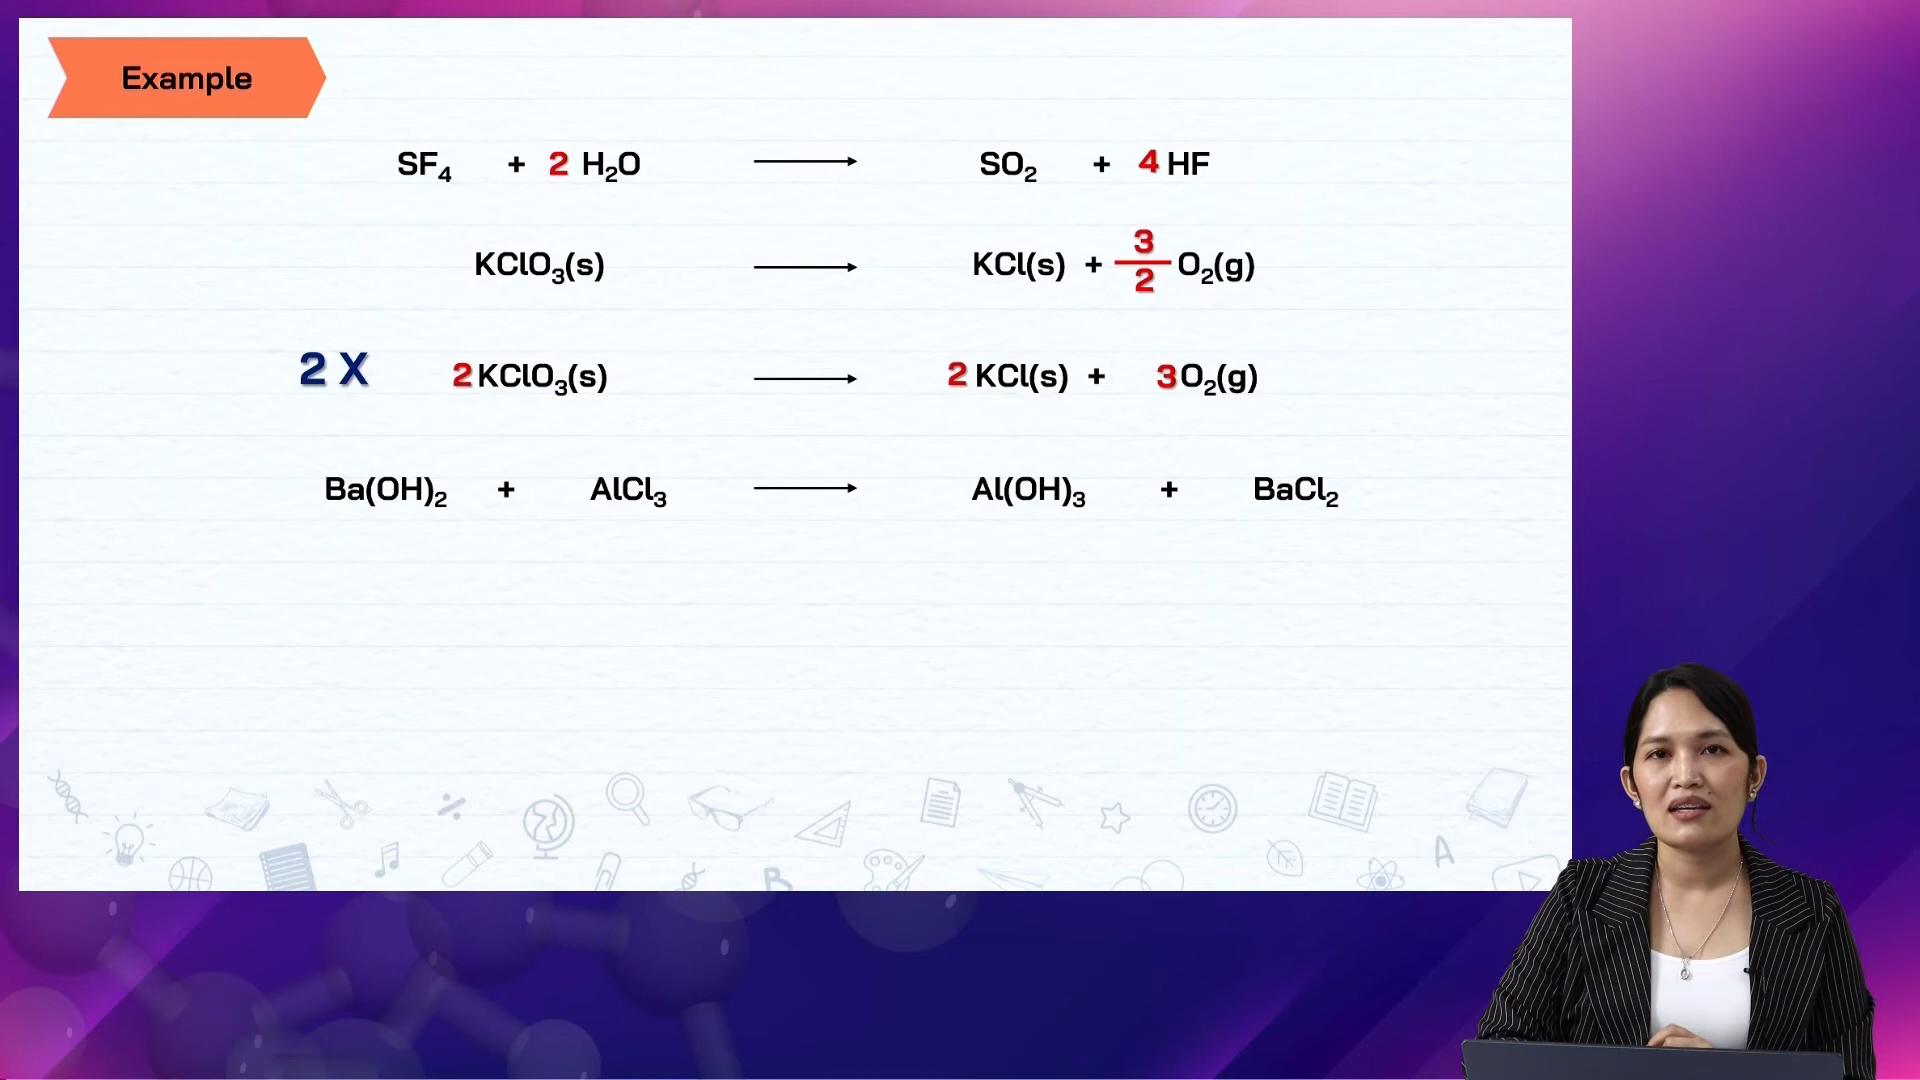 Example
SF₄ + 2 H₂O ⟶ SO₂ + 4 HF
KClO₃(s) ⟶ KCl(s) + 3/2 O₂(g)
2 X 2 KClO₃(s) ⟶ 2 KCl(s) + 3 O₂(g)
Ba(OH)₂ + AlCl₃ ⟶ Al(OH)₃ + BaCl₂
A
B